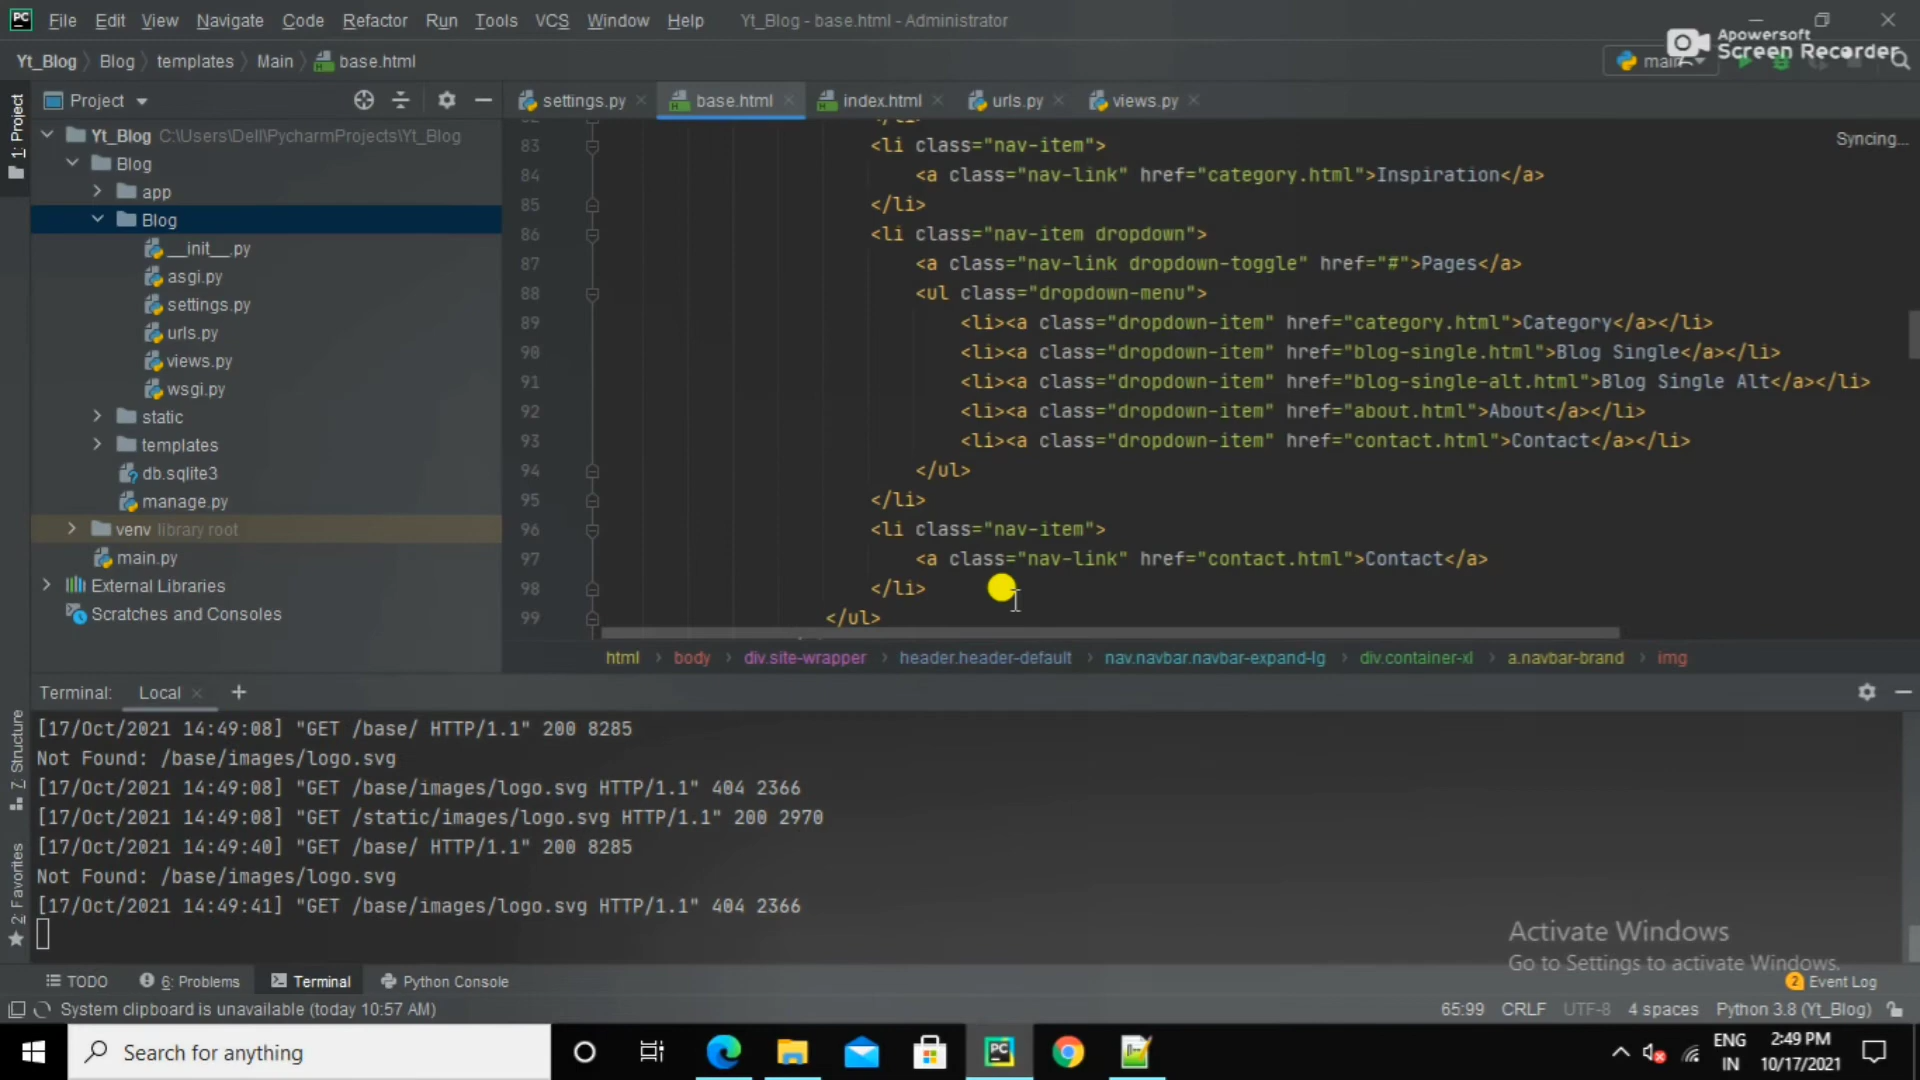 File Edit View Navigate Code Refactor Run Tools VCS Window Help Yt_Blog - base.html - Administrator
Apowersoft
Screen Recorder
Yt_Blog Blog templates Main base.html
main
Project
settings.py base.html index.html urls.py views.py
1: Project
Yt_Blog C:\Users\Dell\PycharmProjects\Yt_Blog
Blog
app
Blog
__init__.py
asgi.py
settings.py
urls.py
views.py
wsgi.py
static
templates
db.sqlite3
manage.py
venv library root
main.py
External Libraries
Scratches and Consoles
Syncing...
82 </li>
83 <li class="nav-item">
84 <a class="nav-link" href="category.html">Inspiration</a>
85 </li>
86 <li class="nav-item dropdown">
87 <a class="nav-link dropdown-toggle" href="#">Pages</a>
88 <ul class="dropdown-menu">
89 <li><a class="dropdown-item" href="category.html">Category</a></li>
90 <li><a class="dropdown-item" href="blog-single.html">Blog Single</a></li>
91 <li><a class="dropdown-item" href="blog-single-alt.html">Blog Single Alt</a></li>
92 <li><a class="dropdown-item" href="about.html">About</a></li>
93 <li><a class="dropdown-item" href="contact.html">Contact</a></li>
94 </ul>
95 </li>
96 <li class="nav-item">
97 <a class="nav-link" href="contact.html">Contact</a>
98 </li>
99 </ul>
html body div.site-wrapper header.header-default nav.navbar.navbar-expand-lg div.container-xl a.navbar-brand img
Terminal: Local
[17/Oct/2021 14:49:08] "GET /base/ HTTP/1.1" 200 8285
Not Found: /base/images/logo.svg
[17/Oct/2021 14:49:08] "GET /base/images/logo.svg HTTP/1.1" 404 2366
[17/Oct/2021 14:49:08] "GET /static/images/logo.svg HTTP/1.1" 200 2970
[17/Oct/2021 14:49:40] "GET /base/ HTTP/1.1" 200 8285
Not Found: /base/images/logo.svg
[17/Oct/2021 14:49:41] "GET /base/images/logo.svg HTTP/1.1" 404 2366
7: Structure
2: Favorites
Activate Windows
Go to Settings to activate Windows.
TODO 6: Problems Terminal Python Console 2 Event Log
System clipboard is unavailable (today 10:57 AM) 65:99 CRLF UTF-8 4 spaces Python 3.8 (Yt_Blog)
Search for anything
ENG
IN
2:49 PM
10/17/2021